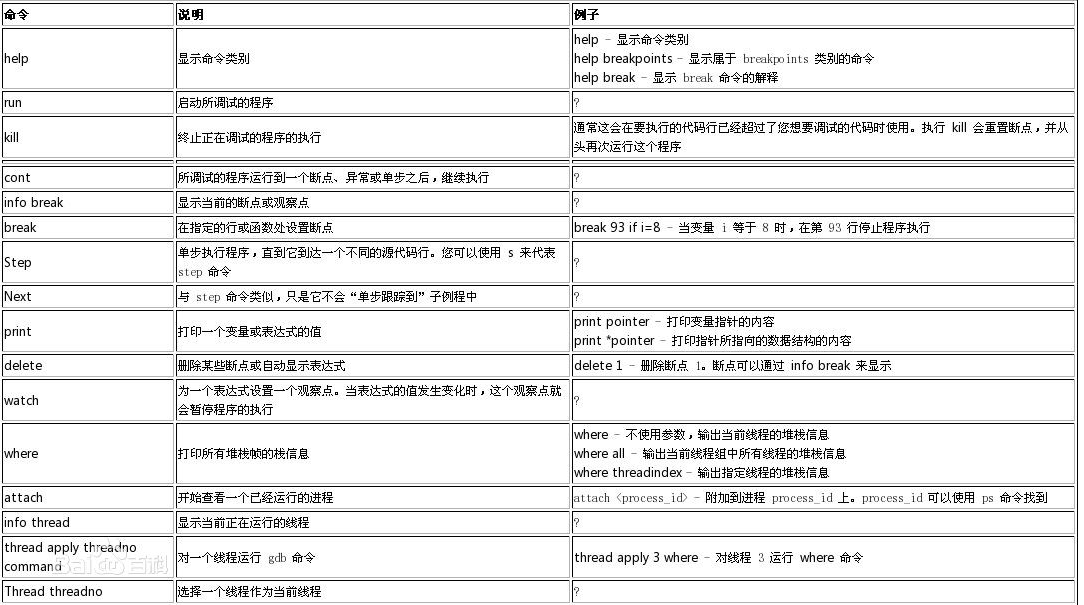 命令 说明 例子
help 显示命令类别 help - 显示命令类别
help breakpoints - 显示属于 breakpoints 类别的命令
help break - 显示 break 命令的解释
run 启动所调试的程序 ?
kill 终止正在调试的程序的执行 通常这会在要执行的代码行已经超过了您想要调试的代码时使用。执行 kill 会重置断点，并从
头再次运行这个程序
cont 所调试的程序运行到一个断点、异常或单步之后，继续执行 ?
info break 显示当前的断点或观察点 ?
break 在指定的行或函数处设置断点 break 93 if i=8 - 当变量 i 等于 8 时，在第 93 行停止程序执行
Step 单步执行程序，直到它到达一个不同的源代码行。您可以使用 s 来代表
step 命令 ?
Next 与 step 命令类似，只是它不会“单步跟踪到”子例程中 ?
print 打印一个变量或表达式的值 print pointer - 打印变量指针的内容
print *pointer - 打印指针所指向的数据结构的内容
delete 删除某些断点或自动显示表达式 delete 1 - 删除断点 1。断点可以通过 info break 来显示
watch 为一个表达式设置一个观察点。当表达式的值发生变化时，这个观察点就
会暂停程序的执行 ?
where 打印所有堆栈帧的栈信息 where - 不使用参数，输出当前线程的堆栈信息
where all - 输出当前线程组中所有线程的堆栈信息
where threadindex - 输出指定线程的堆栈信息
attach 开始查看一个已经运行的进程 attach <process_id> - 附加到进程 process_id 上。process_id 可以使用 ps 命令找到
info thread 显示当前正在运行的线程 ?
thread apply threadno
command 对一个线程运行 gdb 命令 thread apply 3 where - 对线程 3 运行 where 命令
Bai百科
Thread threadno 选择一个线程作为当前线程 ?